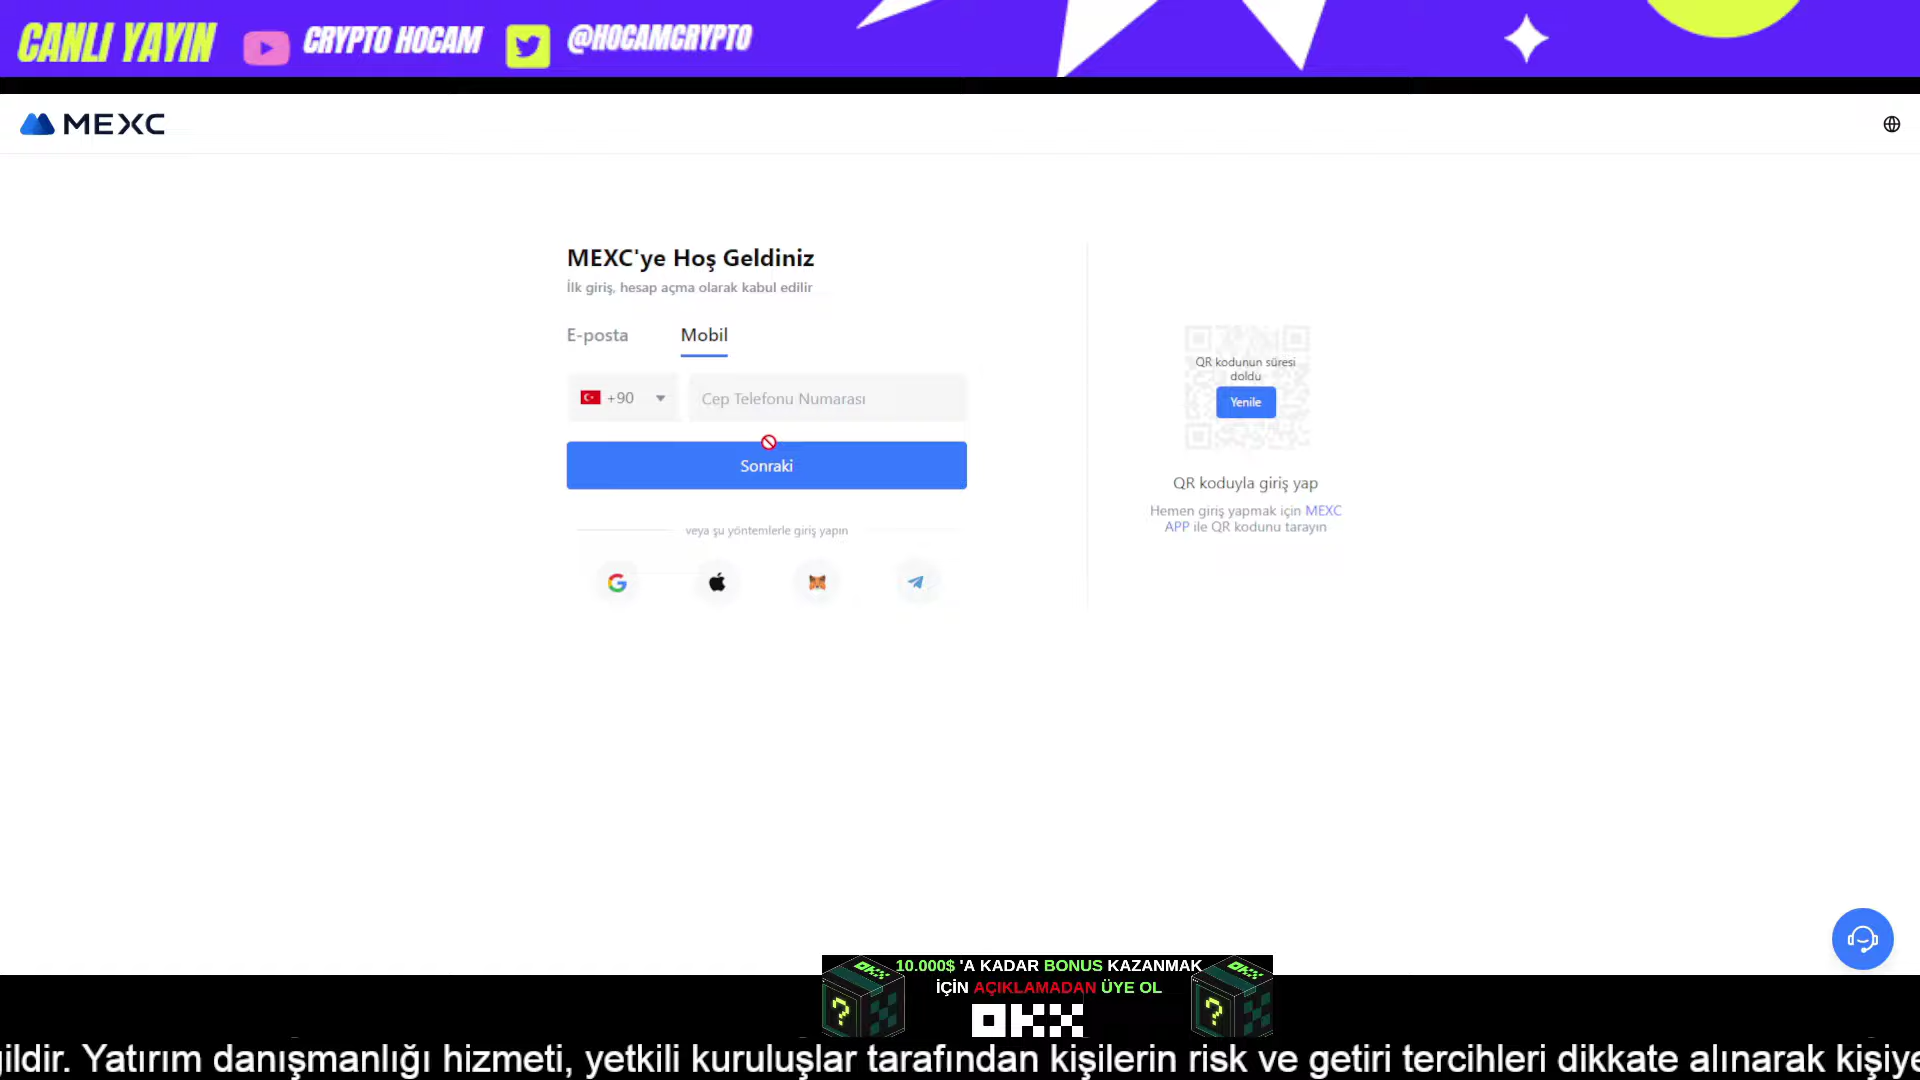 CANLI YAYIN
CRYPTO HOCAM
@HOCAMCRYPTO
MEXC
MEXC'ye Hoş Geldiniz
İlk giriş, hesap açma olarak kabul edilir
E-posta
Mobil
+90
Cep Telefonu Numarası
Sonraki
veya şu yöntemlerle giriş yapın
QR kodunun süresi
doldu
Yenile
QR koduyla giriş yap
Hemen giriş yapmak için MEXC
APP ile QR kodunu tarayın
10.000$ 'A KADAR BONUS KAZANMAK
İÇİN AÇIKLAMADAN ÜYE OL
OKX
OKX
OKX
ğildir. Yatırım danışmanlığı hizmeti, yetkili kuruluşlar tarafından kişilerin risk ve getiri tercihleri dikkate alınarak kişiye